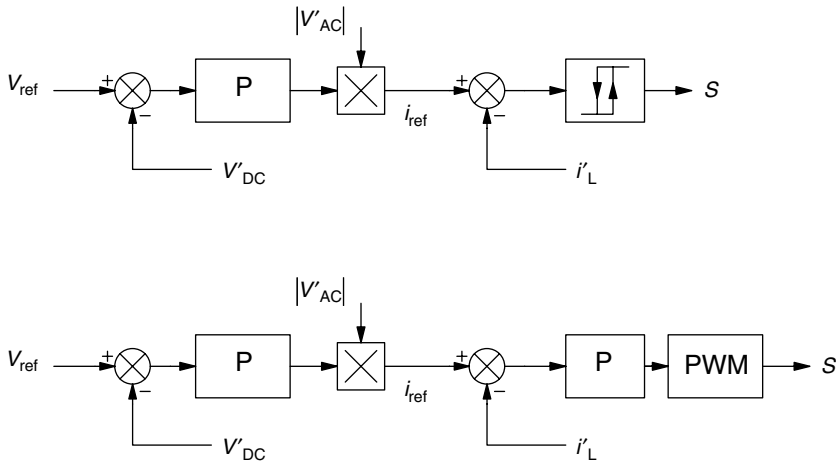 |V'AC|
Vref + − P iref + − S
V'DC i'L
|V'AC|
Vref + − P iref + − P PWM S
V'DC i'L